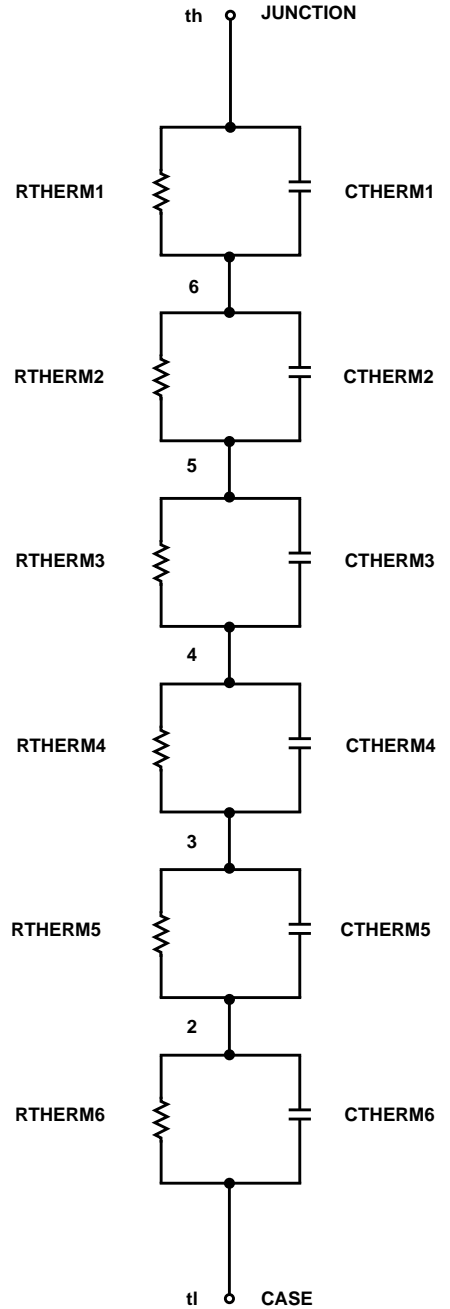 th JUNCTION
RTHERM1 CTHERM1
6
RTHERM2 CTHERM2
5
RTHERM3 CTHERM3
4
RTHERM4 CTHERM4
3
RTHERM5 CTHERM5
2
RTHERM6 CTHERM6
tl CASE